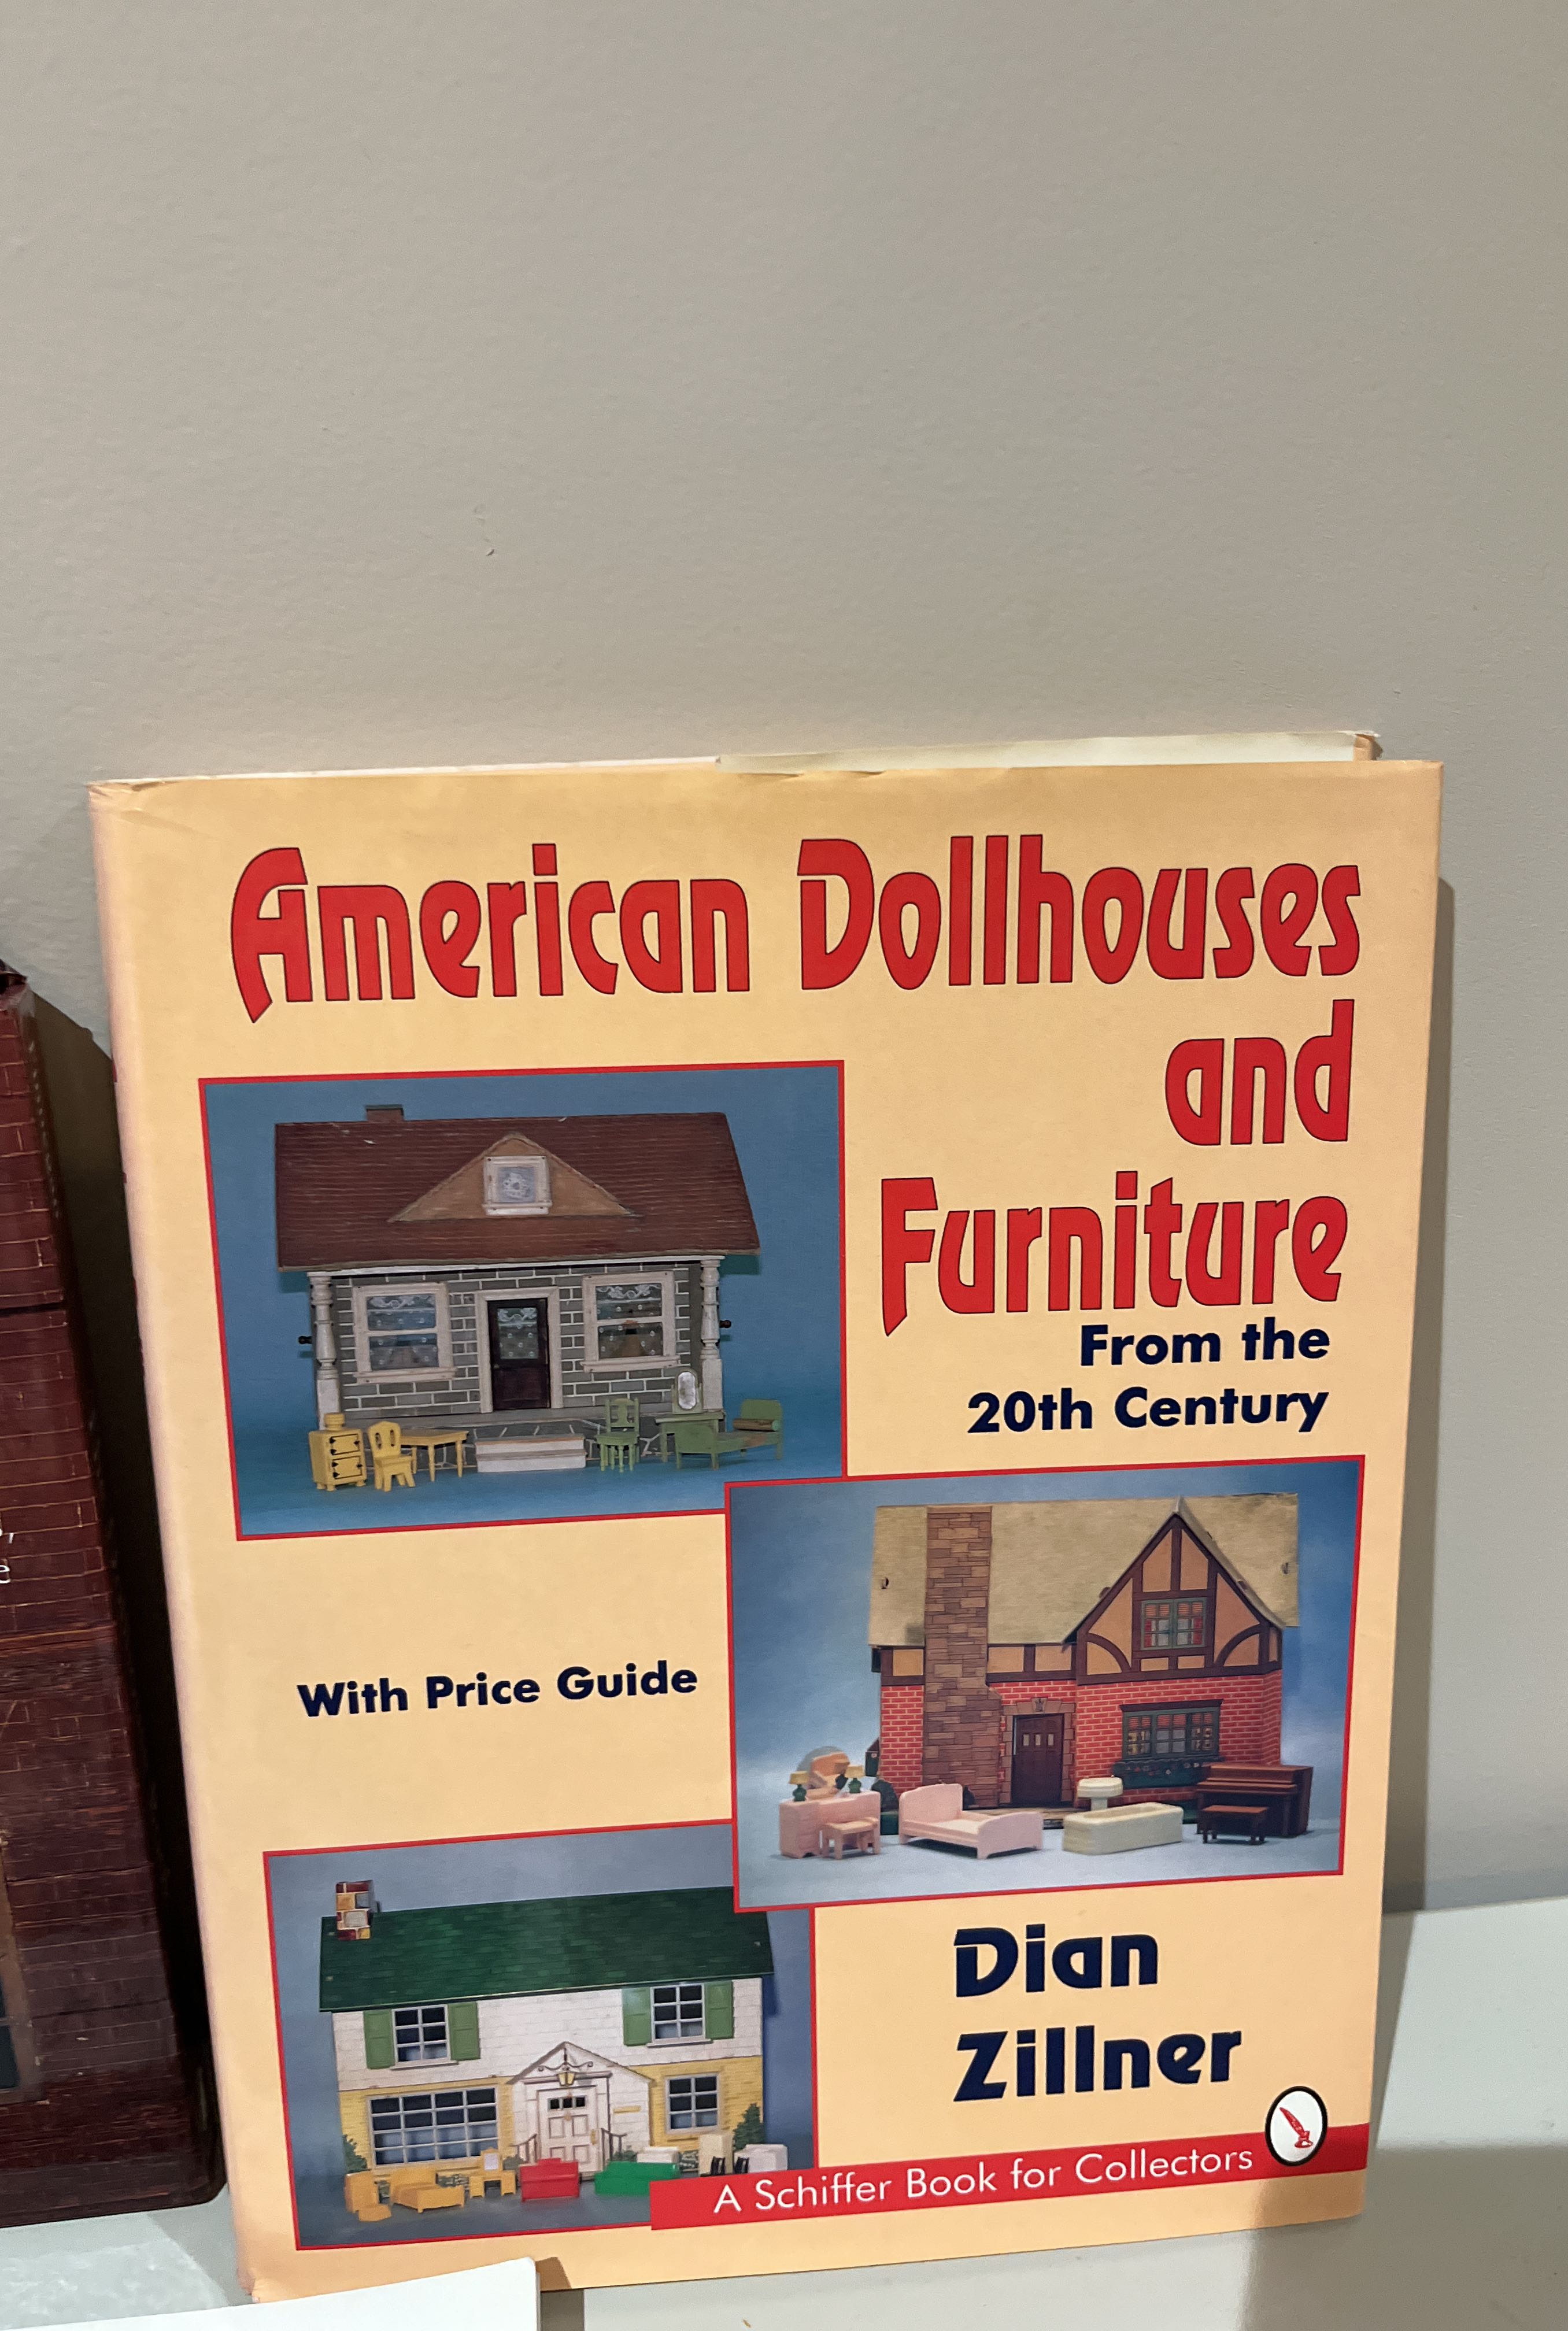 American Dollhouses
and
Furniture
From the
20th Century
With Price Guide
Dian
Zillner
A Schiffer Book for Collectors